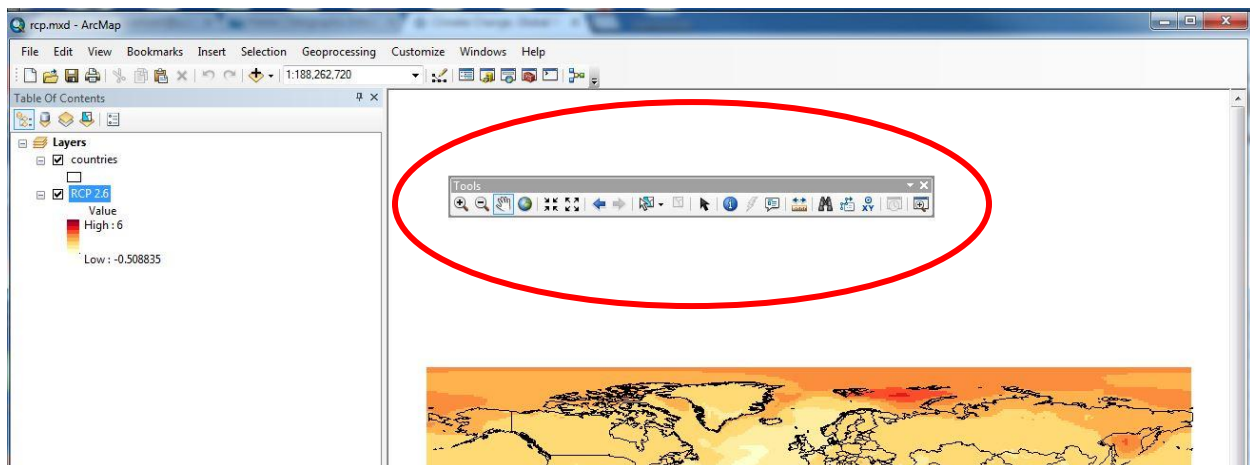 rcp.mxd - ArcMap
File Edit View Bookmarks Insert Selection Geoprocessing Customize Windows Help
1:188,262,720
Table Of Contents
Layers
countries
RCP 2.6
Value
High : 6
Low : -0.508835
Tools
XY